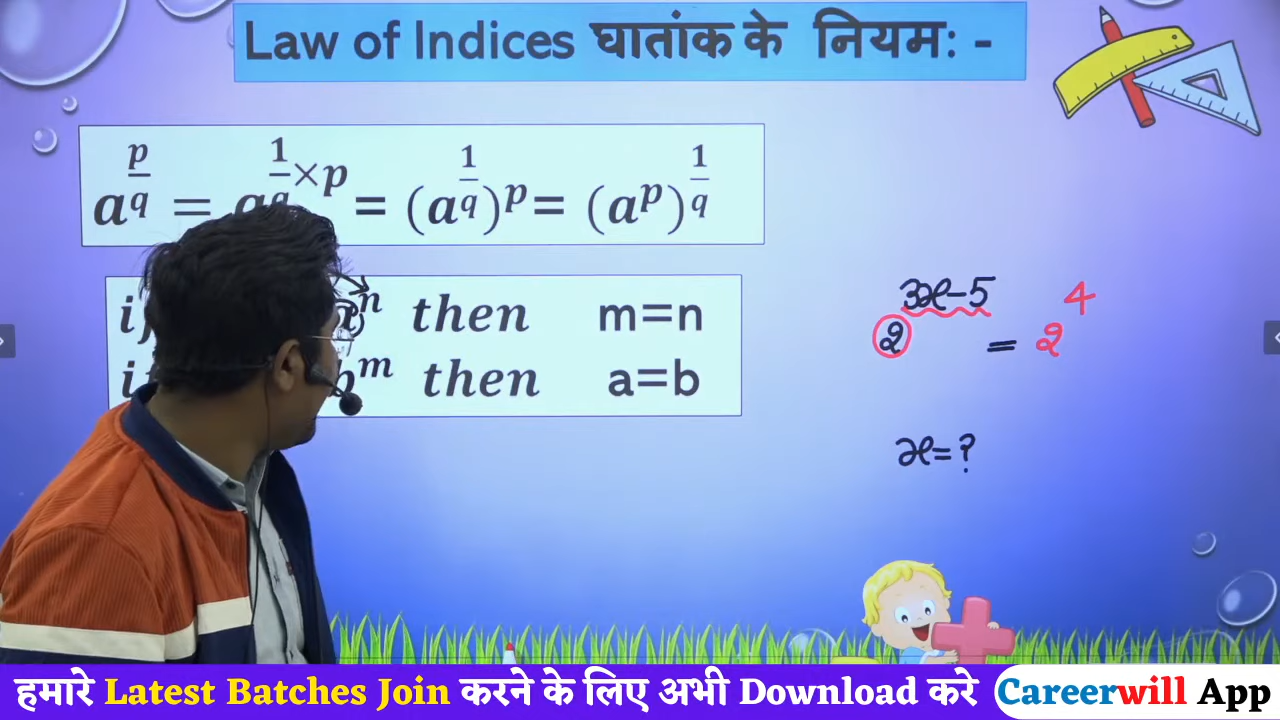 Law of Indices घातांक के नियम: -
a^{p/q} = a^{1/q × p} = (a^{1/q})^p = (a^p)^{1/q}
n then m=n
b^m then a=b
2^{3x-5} = 2^4
x=?
हमारे Latest Batches Join करने के लिए अभी Download करे Careerwill App